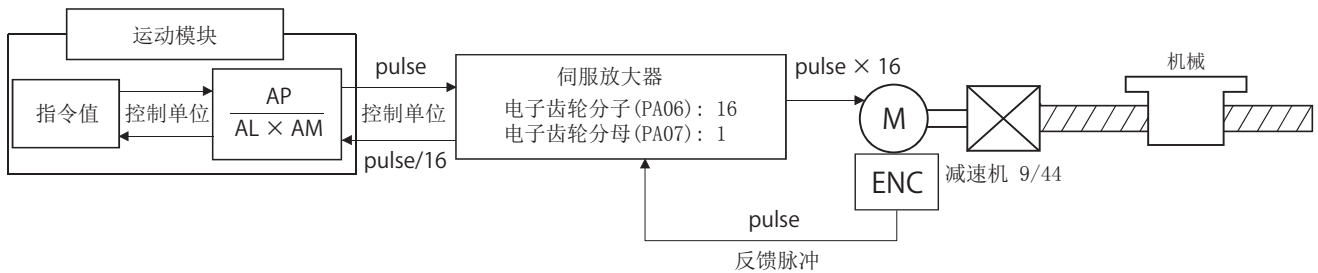 运动模块
指令值
控制单位
AP
AL × AM
pulse
控制单位
pulse/16
伺服放大器
电子齿轮分子(PA06): 16
电子齿轮分母(PA07): 1
pulse × 16
M
ENC
减速机 9/44
机械
pulse
反馈脉冲